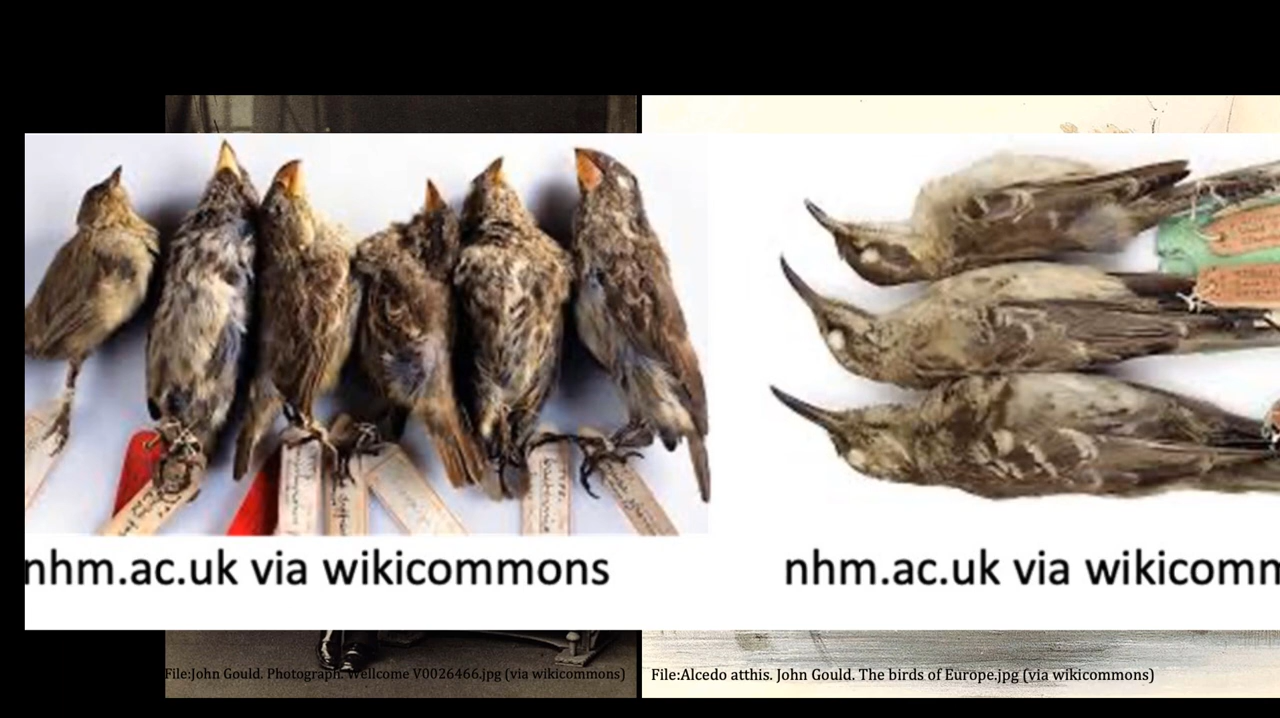 nhm.ac.uk via wikicommons
nhm.ac.uk via wikicomm
File:John Gould. Photograph. Wellcome V0026466.jpg (via wikicommons)
File:Alcedo atthis. John Gould. The birds of Europe.jpg (via wikicommons)